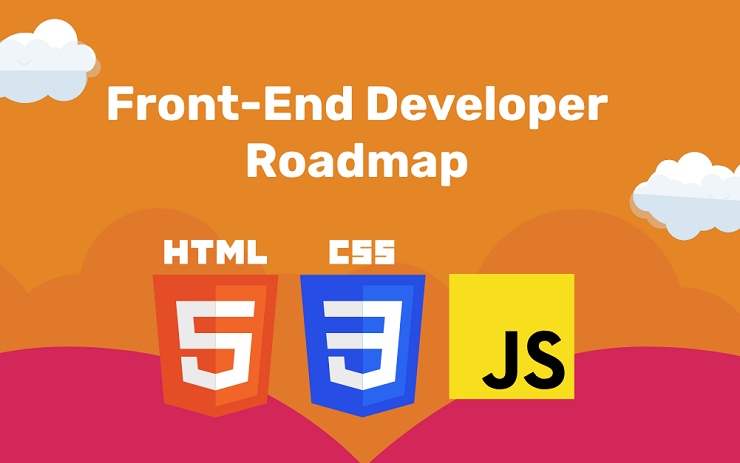 Front-End Developer
Roadmap
HTML CSS
5 3 JS